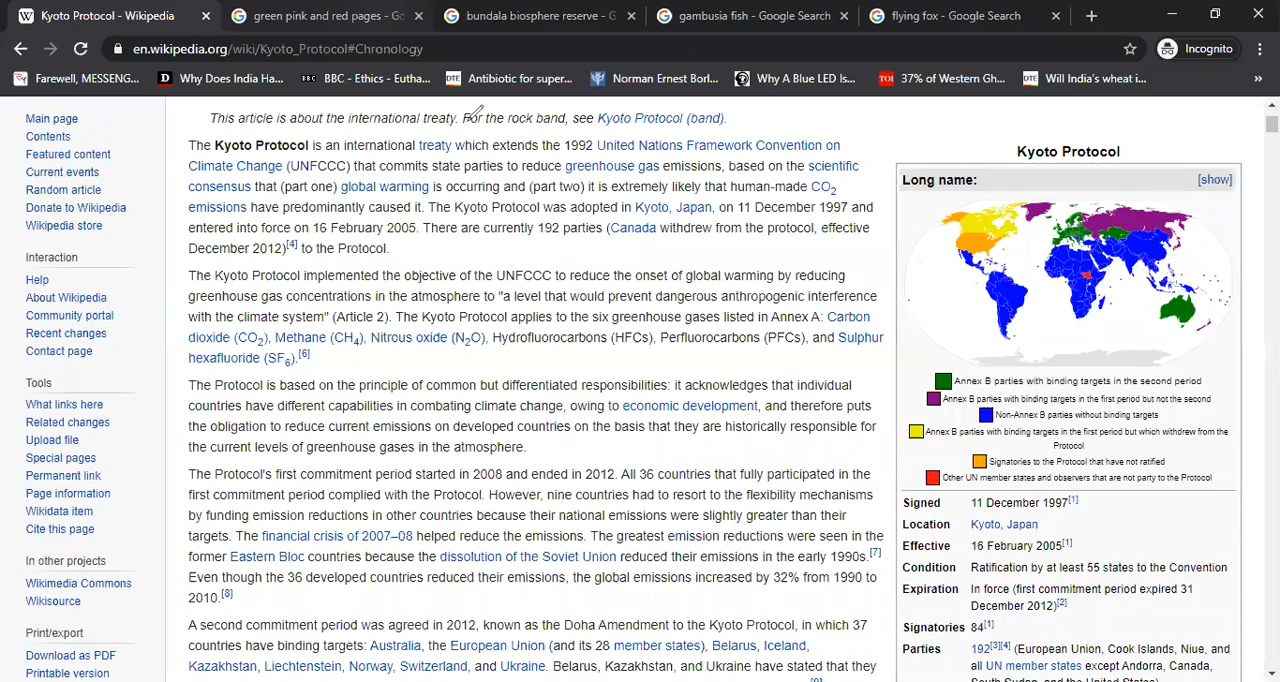 Kyoto Protocol - Wikipedia
green pink and red pages - Go
bundala biosphere reserve - G
gambusia fish - Google Search
flying fox - Google Search
en.wikipedia.org/wiki/Kyoto_Protocol#Chronology
Incognito
Farewell, MESSENG...
Why Does India Ha...
BBC - Ethics - Eutha...
Antibiotic for super...
Norman Ernest Borl...
Why A Blue LED Is...
37% of Western Gh...
Will India's wheat i...
Main page
Contents
Featured content
Current events
Random article
Donate to Wikipedia
Wikipedia store
Interaction
Help
About Wikipedia
Community portal
Recent changes
Contact page
Tools
What links here
Related changes
Upload file
Special pages
Permanent link
Page information
Wikidata item
Cite this page
In other projects
Wikimedia Commons
Wikisource
Print/export
Download as PDF
Printable version
This article is about the international treaty. For the rock band, see Kyoto Protocol (band).
The Kyoto Protocol is an international treaty which extends the 1992 United Nations Framework Convention on
Climate Change (UNFCCC) that commits state parties to reduce greenhouse gas emissions, based on the scientific
consensus that (part one) global warming is occurring and (part two) it is extremely likely that human-made CO2
emissions have predominantly caused it. The Kyoto Protocol was adopted in Kyoto, Japan, on 11 December 1997 and
entered into force on 16 February 2005. There are currently 192 parties (Canada withdrew from the protocol, effective
December 2012)[4] to the Protocol.
The Kyoto Protocol implemented the objective of the UNFCCC to reduce the onset of global warming by reducing
greenhouse gas concentrations in the atmosphere to "a level that would prevent dangerous anthropogenic interference
with the climate system" (Article 2). The Kyoto Protocol applies to the six greenhouse gases listed in Annex A: Carbon
dioxide (CO2), Methane (CH4), Nitrous oxide (N2O), Hydrofluorocarbons (HFCs), Perfluorocarbons (PFCs), and Sulphur
hexafluoride (SF6).[6]
The Protocol is based on the principle of common but differentiated responsibilities: it acknowledges that individual
countries have different capabilities in combating climate change, owing to economic development, and therefore puts
the obligation to reduce current emissions on developed countries on the basis that they are historically responsible for
the current levels of greenhouse gases in the atmosphere.
The Protocol's first commitment period started in 2008 and ended in 2012. All 36 countries that fully participated in the
first commitment period complied with the Protocol. However, nine countries had to resort to the flexibility mechanisms
by funding emission reductions in other countries because their national emissions were slightly greater than their
targets. The financial crisis of 2007–08 helped reduce the emissions. The greatest emission reductions were seen in the
former Eastern Bloc countries because the dissolution of the Soviet Union reduced their emissions in the early 1990s.[7]
Even though the 36 developed countries reduced their emissions, the global emissions increased by 32% from 1990 to
2010.[8]
A second commitment period was agreed in 2012, known as the Doha Amendment to the Kyoto Protocol, in which 37
countries have binding targets: Australia, the European Union (and its 28 member states), Belarus, Iceland,
Kazakhstan, Liechtenstein, Norway, Switzerland, and Ukraine. Belarus, Kazakhstan, and Ukraine have stated that they
Kyoto Protocol
Long name: [show]
Annex B parties with binding targets in the second period
Annex B parties with binding targets in the first period but not the second
Non-Annex B parties without binding targets
Annex B parties with binding targets in the first period but which withdrew from the
Protocol
Signatories to the Protocol that have not ratified
Other UN member states and observers that are not party to the Protocol
Signed 11 December 1997[1]
Location Kyoto, Japan
Effective 16 February 2005[1]
Condition Ratification by at least 55 states to the Convention
Expiration In force (first commitment period expired 31
December 2012)[2]
Signatories 84[1]
Parties 192[3][4] (European Union, Cook Islands, Niue, and
all UN member states except Andorra, Canada,
South Sudan, and the United States)